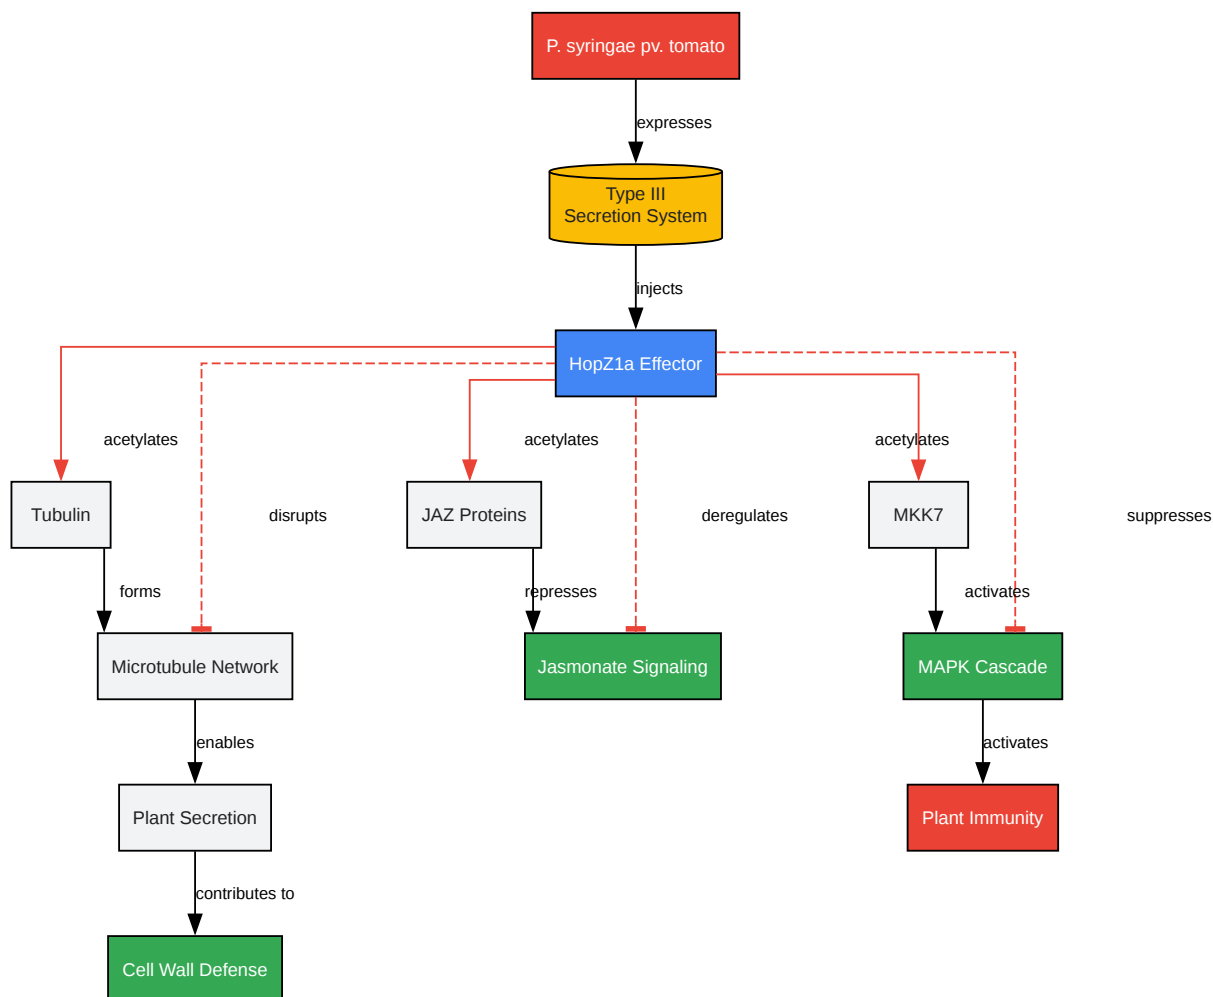 P. syringae pv. tomato
expresses
Type III
Secretion System
injects
HopZ1a Effector
acetylates
acetylates
acetylates
Tubulin
disrupts
JAZ Proteins
deregulates
MKK7
suppresses
forms
represses
activates
Microtubule Network
Jasmonate Signaling
MAPK Cascade
enables
activates
Plant Secretion
Plant Immunity
contributes to
Cell Wall Defense